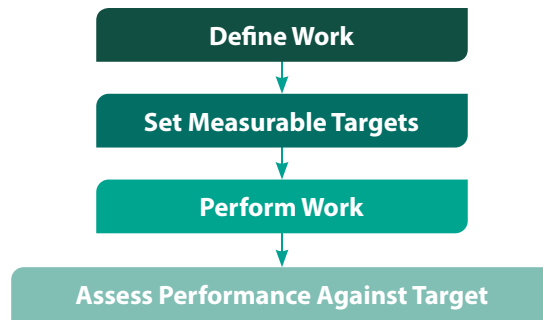 Define Work
Set Measurable Targets
Perform Work
Assess Performance Against Target